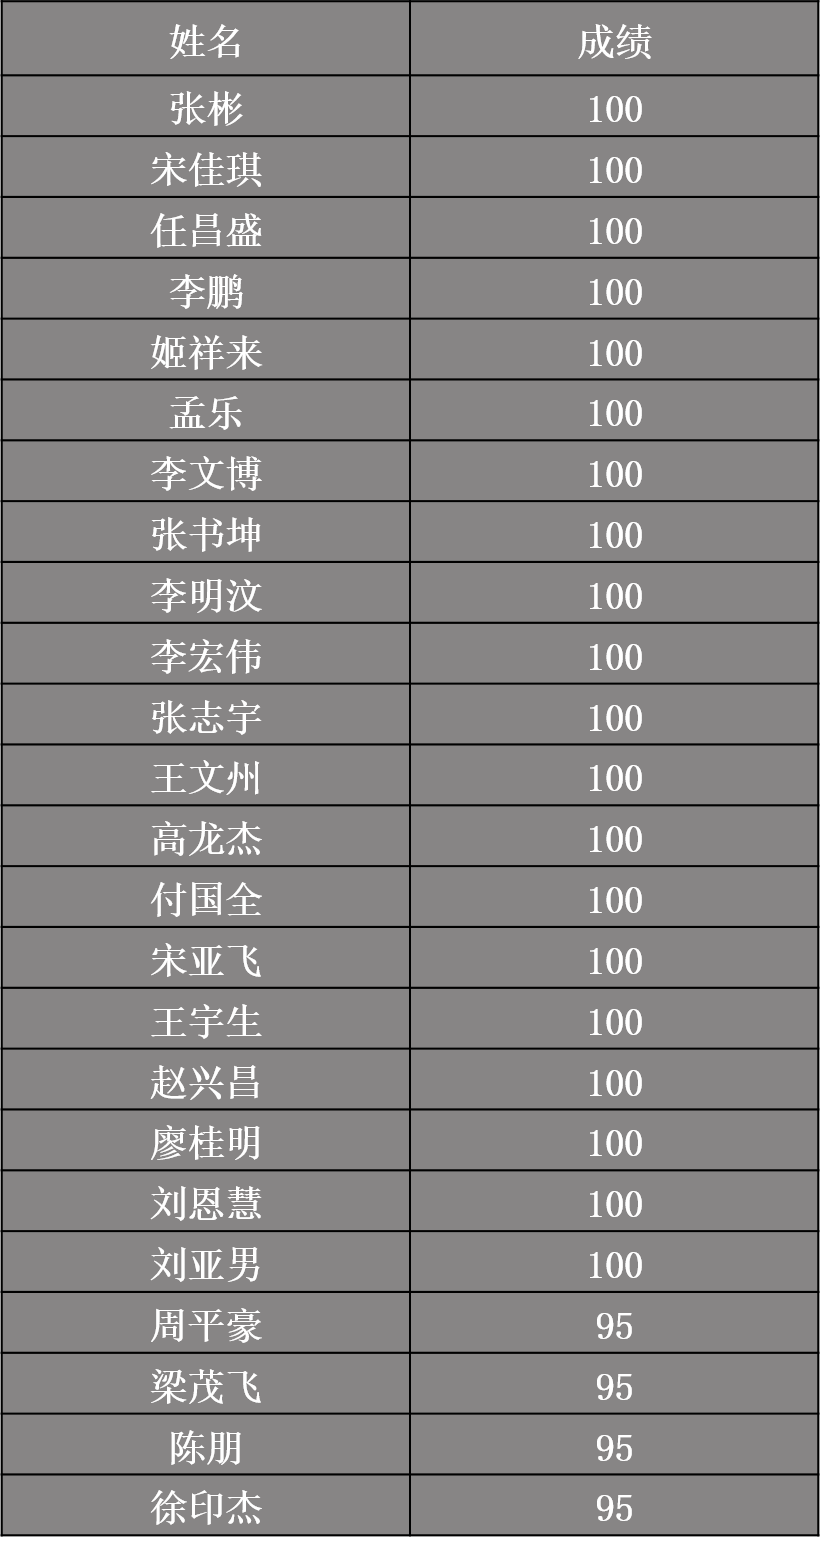 姓名 成绩
张彬 100
宋佳琪 100
任昌盛 100
李鹏 100
姬祥来 100
孟乐 100
李文博 100
张书坤 100
李明汶 100
李宏伟 100
张志宇 100
王文州 100
高龙杰 100
付国全 100
宋亚飞 100
王宇生 100
赵兴昌 100
廖桂明 100
刘恩慧 100
刘亚男 100
周平豪 95
梁茂飞 95
陈朋 95
徐印杰 95